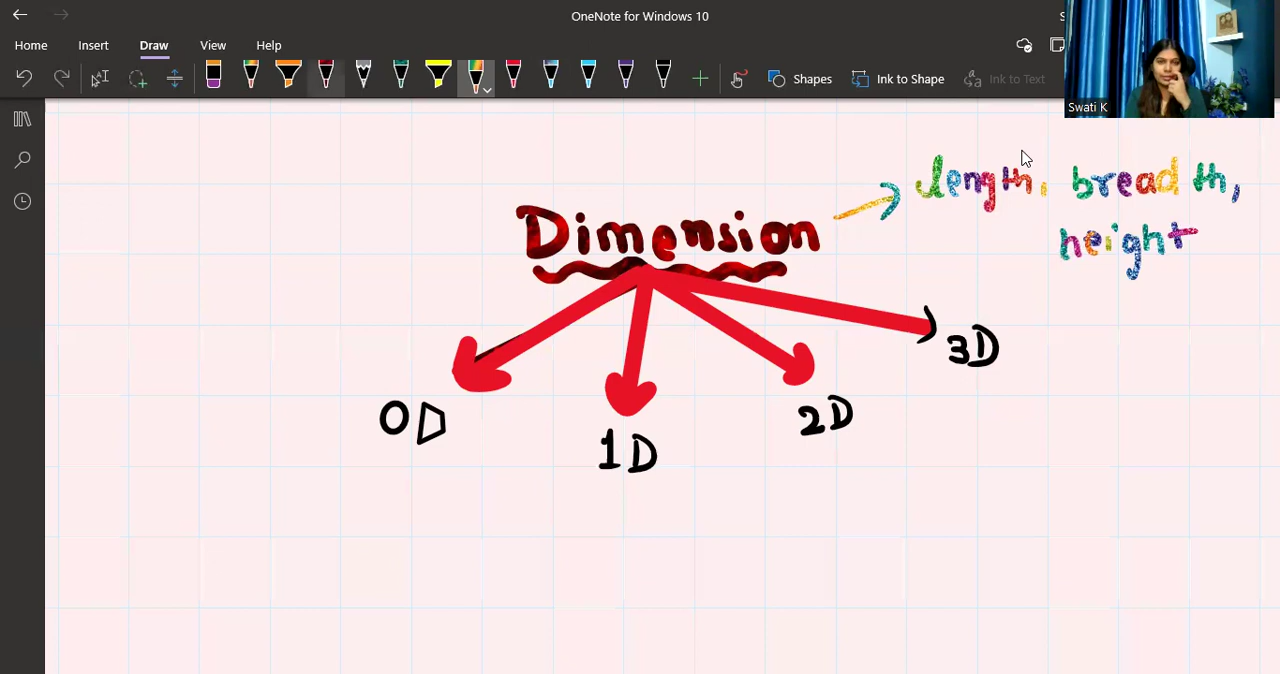 OneNote for Windows 10
Home Insert Draw View Help
Shapes Ink to Shape Ink to Text
Swati K
Dimension
length, breadth,
height
0D
1D
2D
3D